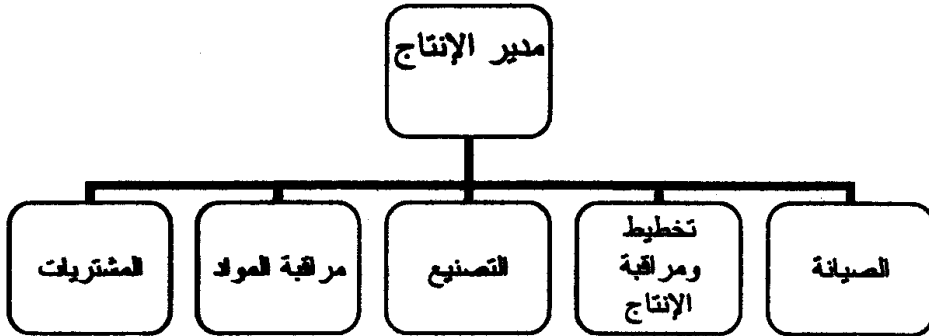 مدير الإنتاج
الصيانة
تخطيط
ومراقبة
الإنتاج
التصنيع
مراقبة المواد
المشتريات